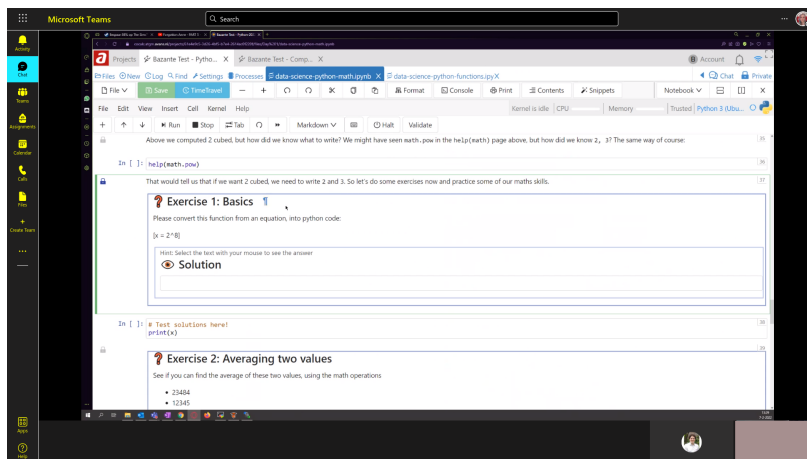 Microsoft Teams
Search
Activity
Chat
Teams
Assignments
Calendar
Calls
Files
Create Team
Apps
Help
Projects
Bazante Test - Pytho... X
Bazante Test - Comp... X
Account
Files New Log Find Settings Processes data-science-python-math.ipynb X data-science-python-functions.ipyX
Chat Private
File Save TimeTravel Format Console Print Contents Snippets Notebook
File Edit View Insert Cell Kernel Help
Kernel is idle CPU Memory Trusted Python 3 (Ubu...
Run Stop Tab Markdown Halt Validate
Above we computed 2 cubed, but how did we know what to write? We might have seen math.pow in the help(math) page above, but how did we know 2, 3? The same way of course:
35
In [ ]: help(math.pow)
36
That would tell us that if we want 2 cubed, we need to write 2 and 3. So let's do some exercises now and practice some of our maths skills.
37
❓ Exercise 1: Basics ¶
Please convert this function from an equation, into python code:
[x = 2^8]
Hint: Select the text with your mouse to see the answer
Solution
In [ ]: # Test solutions here!
print(x)
38
39
❓ Exercise 2: Averaging two values
See if you can find the average of these two values, using the math operations
• 23484
• 12345